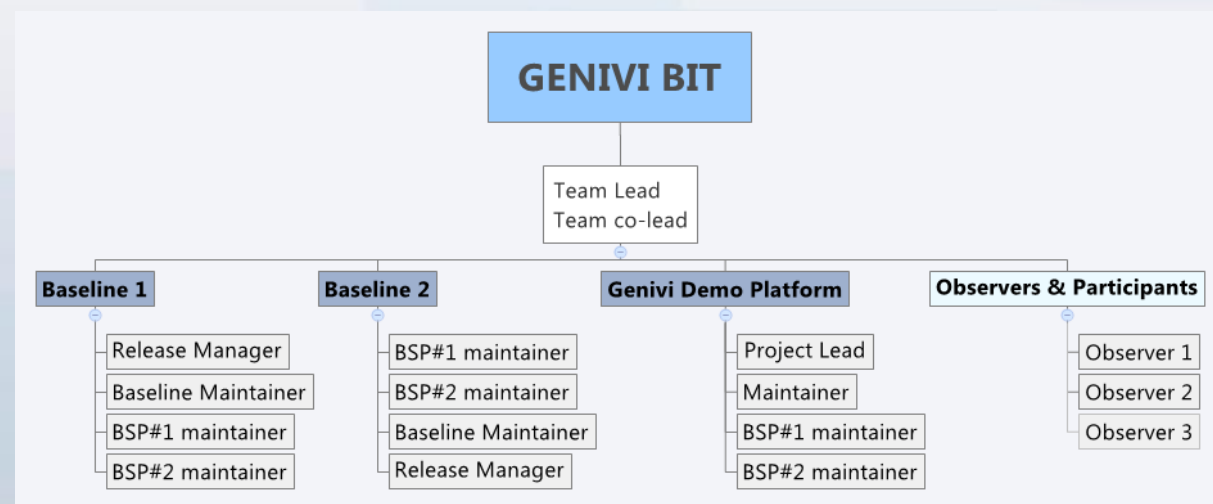 GENIVI BIT
Team Lead
Team co-lead
Baseline 1
Release Manager
Baseline Maintainer
BSP#1 maintainer
BSP#2 maintainer
Baseline 2
BSP#1 maintainer
BSP#2 maintainer
Baseline Maintainer
Release Manager
Genivi Demo Platform
Project Lead
Maintainer
BSP#1 maintainer
BSP#2 maintainer
Observers & Participants
Observer 1
Observer 2
Observer 3